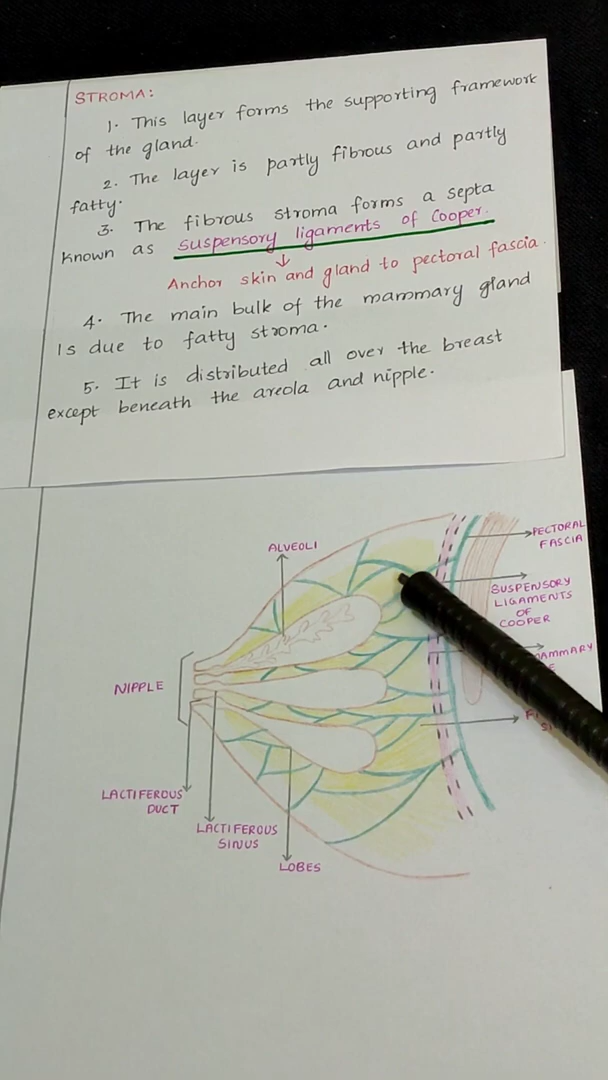 STROMA:
1. This layer forms the supporting framework
of the gland.
2. The layer is partly fibrous and partly
fatty.
3. The fibrous stroma forms a septa
known as suspensory ligaments of Cooper.
Anchor skin and gland to pectoral fascia.
4. The main bulk of the mammary gland
Is due to fatty stroma.
5. It is distributed all over the breast
except beneath the areola and nipple.
ALVEOLI
PECTORAL
FASCIA
SUSPENSORY
LIGAMENTS
OF
COOPER
NIPPLE
LACTIFEROUS
DUCT
LACTIFEROUS
SINUS
LOBES